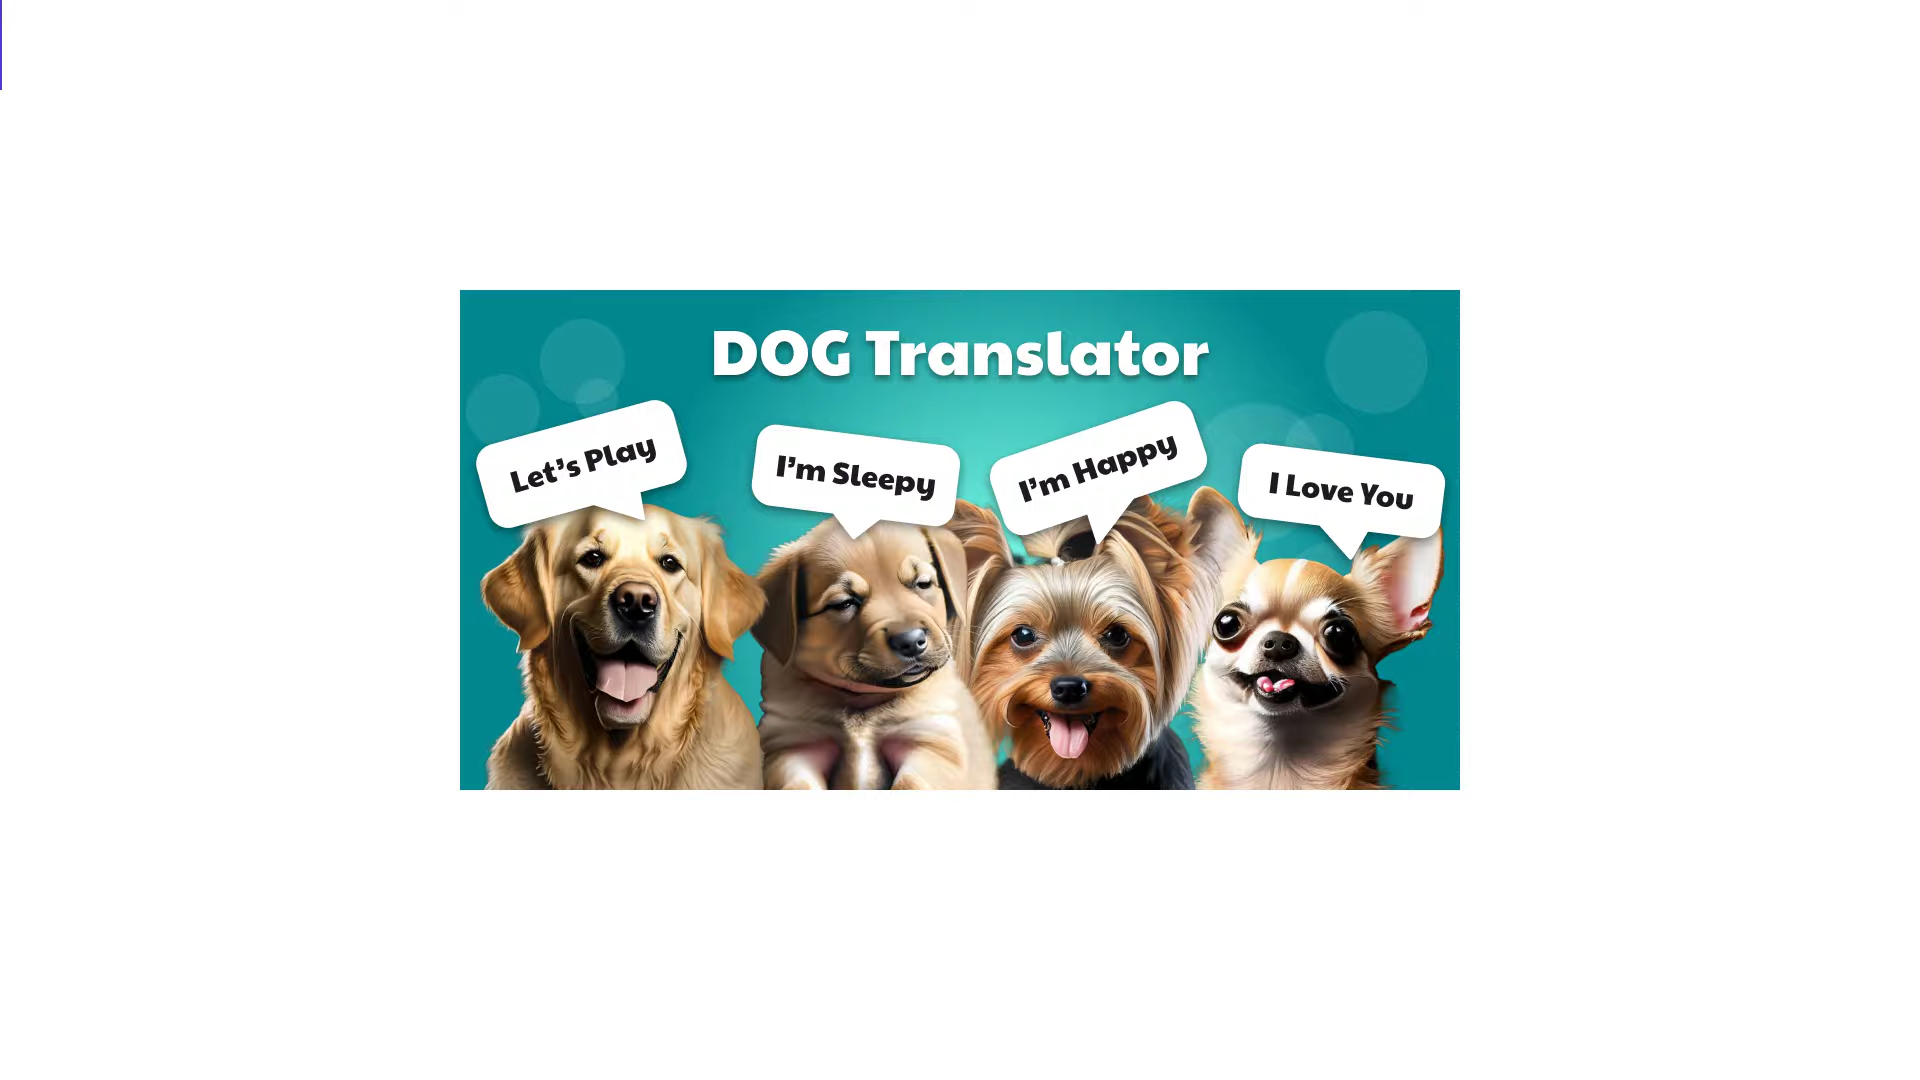 DOG Translator
Let’s Play
I’m Sleepy
I’m Happy
I Love You